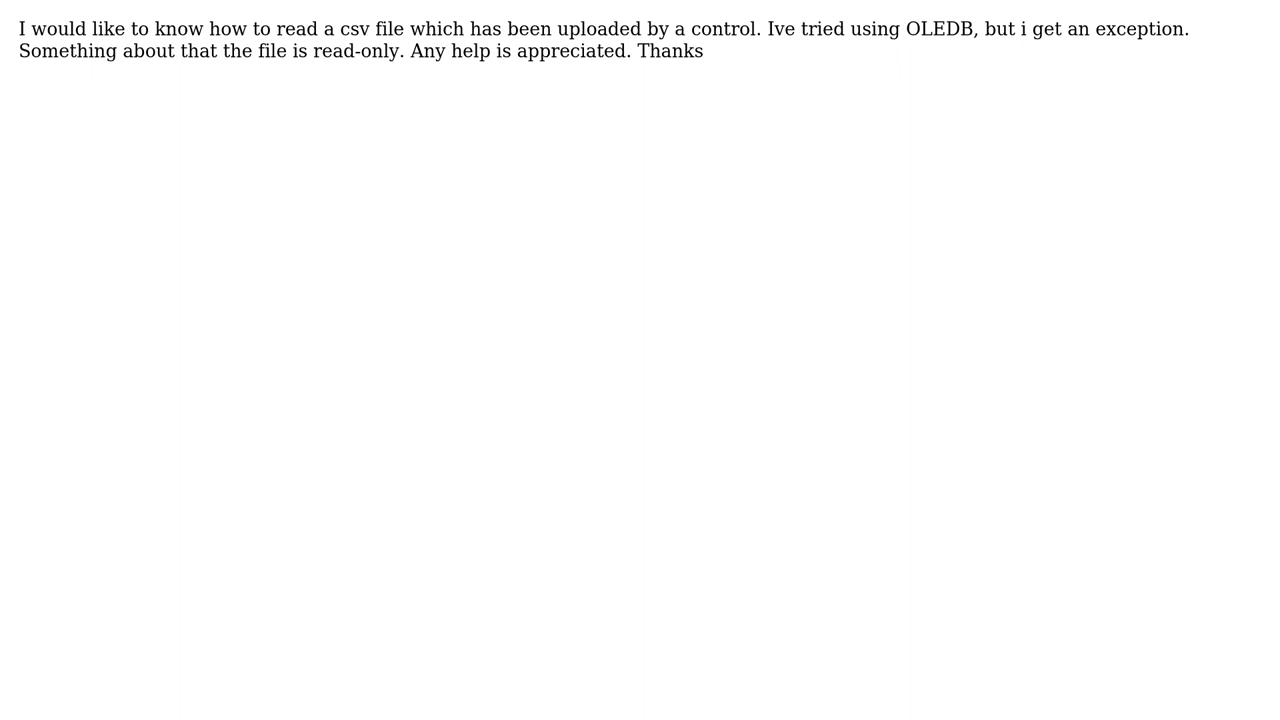 I would like to know how to read a csv file which has been uploaded by a control. Ive tried using OLEDB, but i get an exception.
Something about that the file is read-only. Any help is appreciated. Thanks